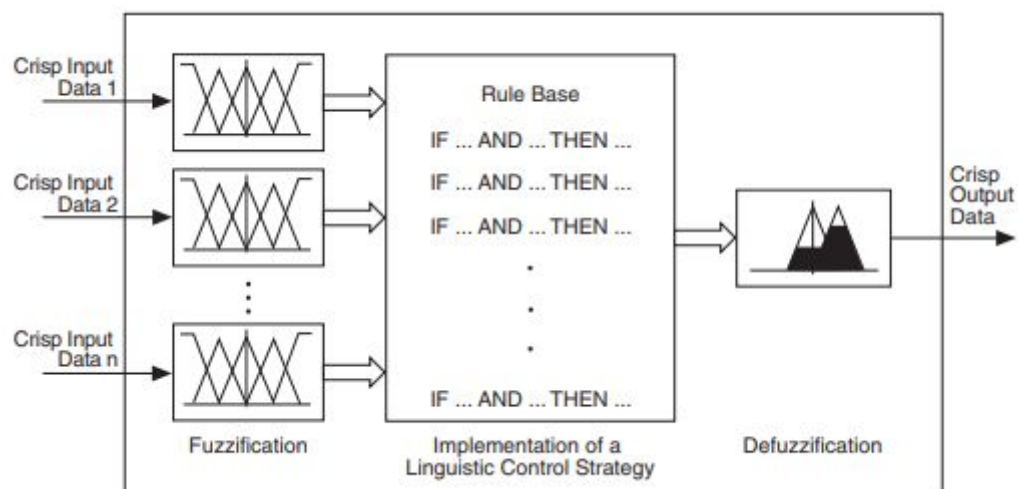 Crisp Input
Data 1
Crisp Input
Data 2
Crisp Input
Data n
Fuzzification
Rule Base
IF ... AND ... THEN ...
IF ... AND ... THEN ...
IF ... AND ... THEN ...
.
.
.
IF ... AND ... THEN ...
Implementation of a
Linguistic Control Strategy
Defuzzification
Crisp
Output
Data